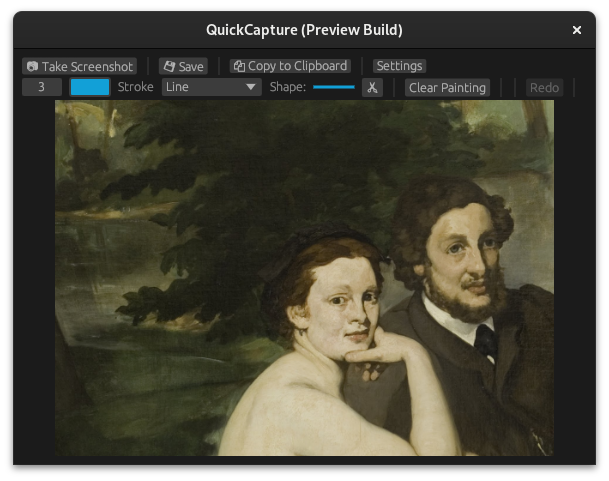 QuickCapture (Preview Build)
Take Screenshot Save Copy to Clipboard Settings
3 Stroke Line Shape: Clear Painting Redo